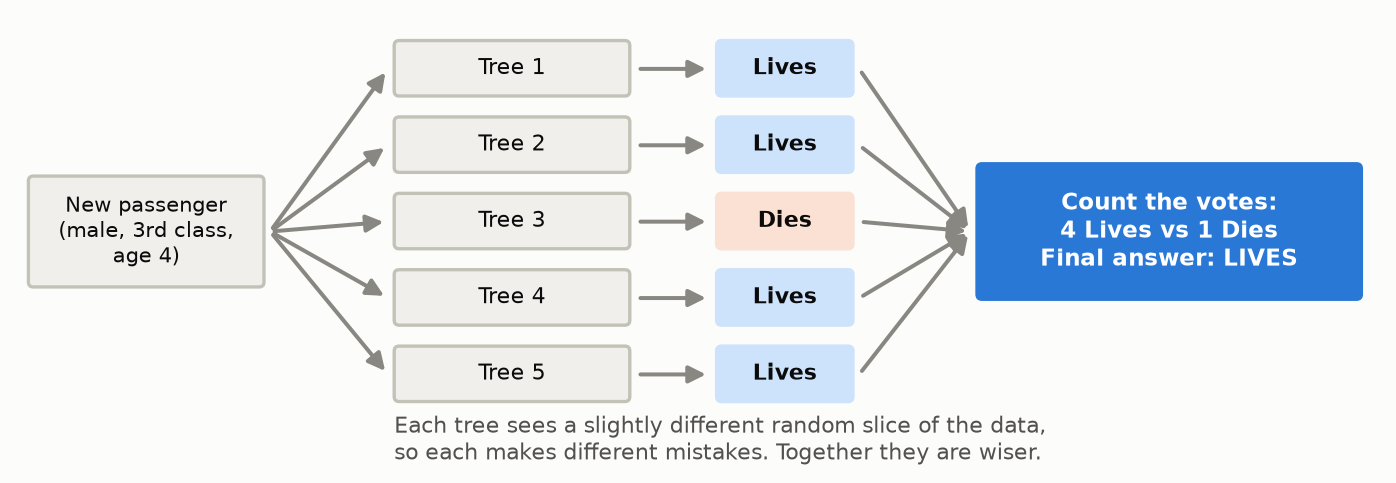 New passenger
(male, 3rd class,
age 4)
Tree 1
Lives
Tree 2
Lives
Tree 3
Dies
Tree 4
Lives
Tree 5
Lives
Count the votes:
4 Lives vs 1 Dies
Final answer: LIVES
Each tree sees a slightly different random slice of the data,
so each makes different mistakes. Together they are wiser.